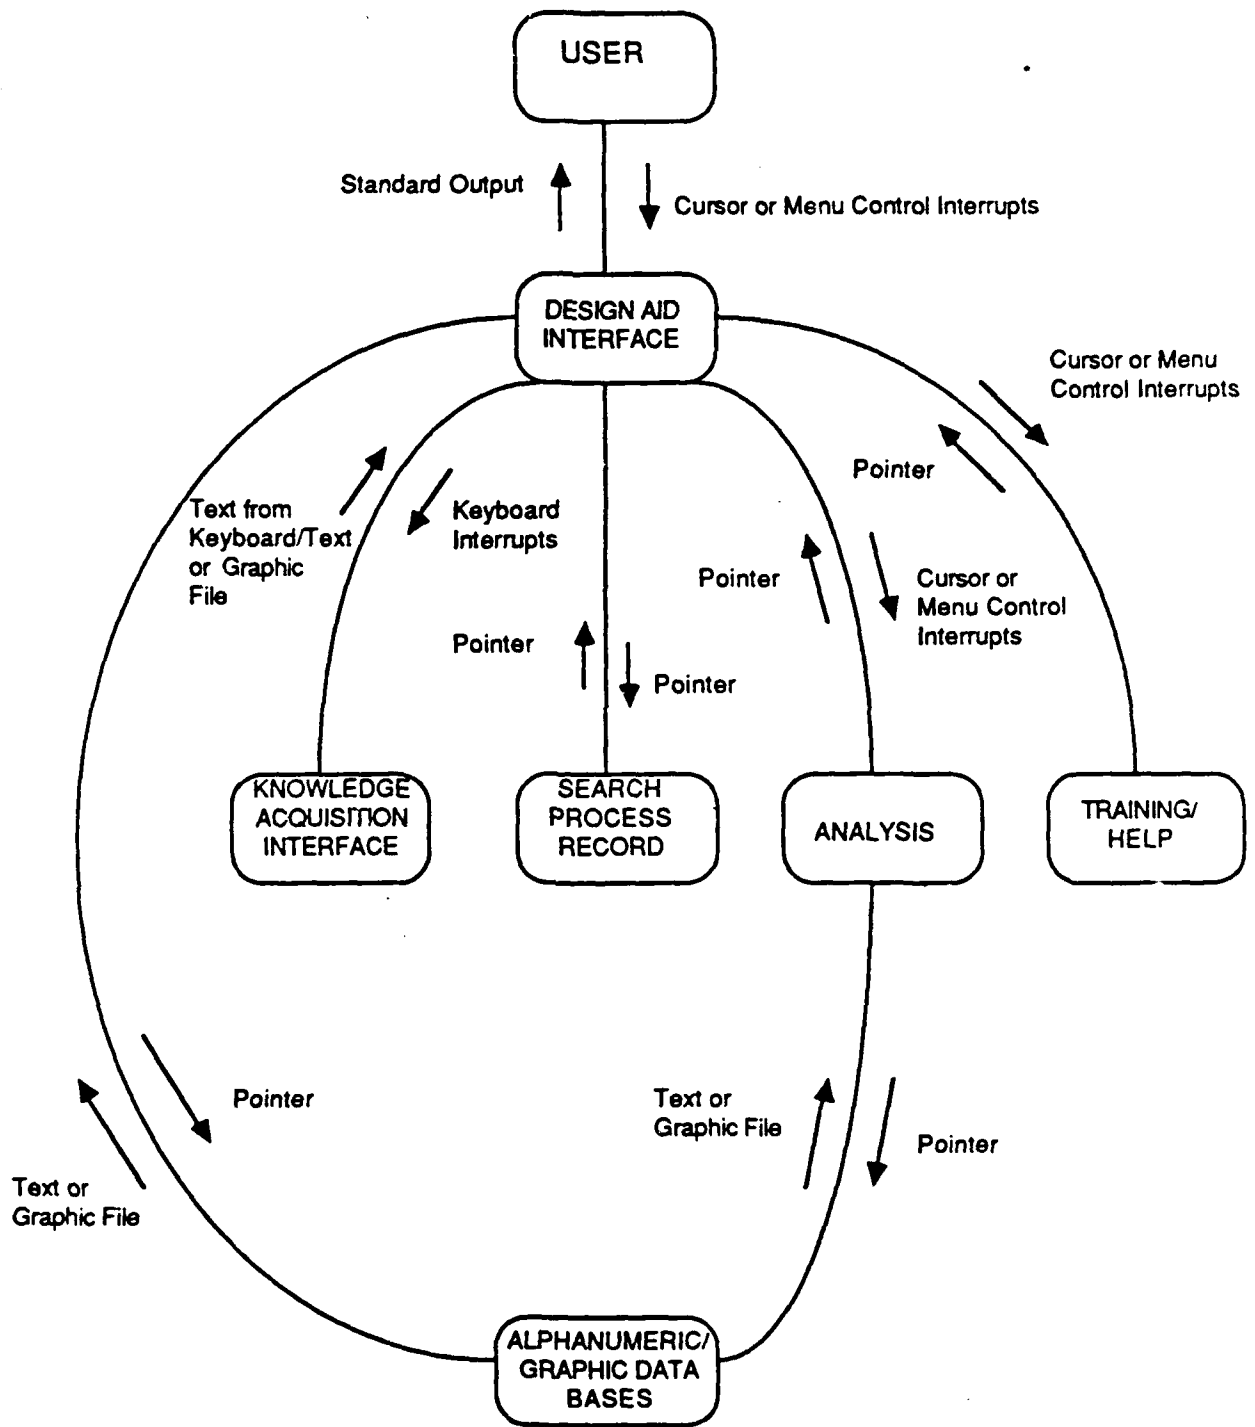 USER
Standard Output
Cursor or Menu Control Interrupts
DESIGN AID
INTERFACE
Cursor or Menu
Control Interrupts
Pointer
Text from
Keyboard/Text
or Graphic
File
Keyboard
Interrupts
Pointer
Cursor or
Menu Control
Interrupts
Pointer
Pointer
KNOWLEDGE
ACQUISITION
INTERFACE
SEARCH
PROCESS
RECORD
ANALYSIS
TRAINING/
HELP
Pointer
Text or
Graphic File
Text or
Graphic File
Pointer
ALPHANUMERIC/
GRAPHIC DATA
BASES